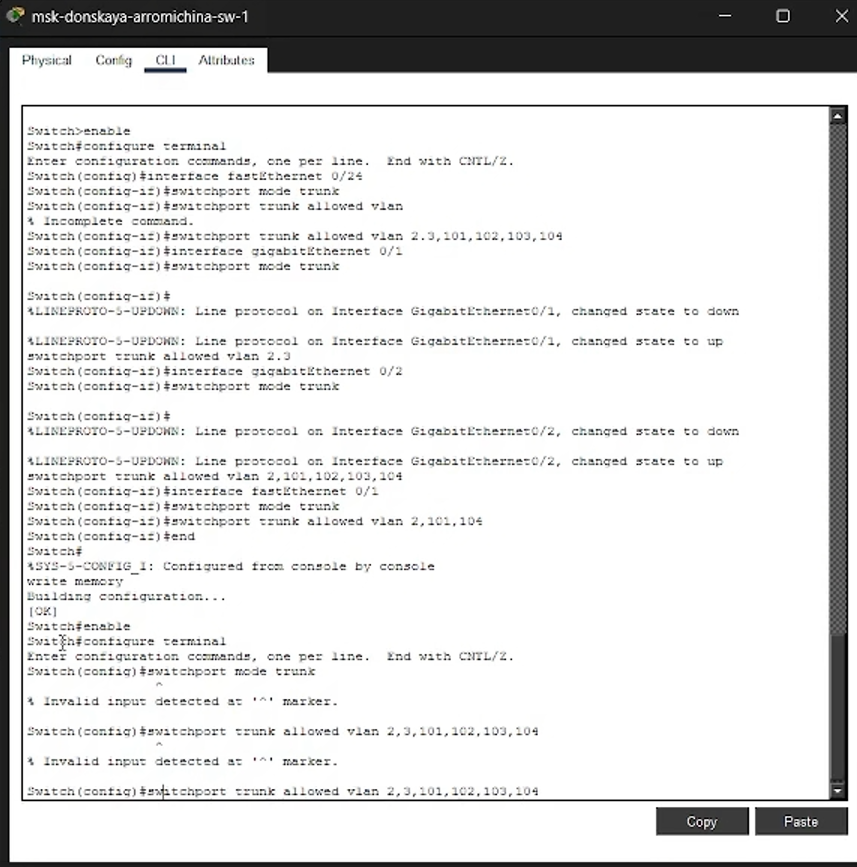 msk-donskaya-arromichina-sw-1
Physical Config CLI Attributes
Switch>enable
Switch#configure terminal
Enter configuration commands, one per line. End with CNTL/Z.
Switch(config)#interface fastEthernet 0/24
Switch(config-if)#switchport mode trunk
Switch(config-if)#switchport trunk allowed vlan
% Incomplete command.
Switch(config-if)#switchport trunk allowed vlan 2.3,101,102,103,104
Switch(config-if)#interface gigabitEthernet 0/1
Switch(config-if)#switchport mode trunk
Switch(config-if)#
%LINEPROTO-5-UPDOWN: Line protocol on Interface GigabitEthernet0/1, changed state to down
%LINEPROTO-5-UPDOWN: Line protocol on Interface GigabitEthernet0/1, changed state to up
switchport trunk allowed vlan 2.3
Switch(config-if)#interface gigabitEthernet 0/2
Switch(config-if)#switchport mode trunk
Switch(config-if)#
%LINEPROTO-5-UPDOWN: Line protocol on Interface GigabitEthernet0/2, changed state to down
%LINEPROTO-5-UPDOWN: Line protocol on Interface GigabitEthernet0/2, changed state to up
switchport trunk allowed vlan 2,101,102,103,104
Switch(config-if)#interface fastEthernet 0/1
Switch(config-if)#switchport mode trunk
Switch(config-if)#switchport trunk allowed vlan 2,101,104
Switch(config-if)#end
Switch#
%SYS-5-CONFIG_I: Configured from console by console
write memory
Building configuration...
[OK]
Switch#enable
Switch#configure terminal
Enter configuration commands, one per line. End with CNTL/Z.
Switch(config)#switchport mode trunk
^
% Invalid input detected at '^' marker.
Switch(config)#switchport trunk allowed vlan 2,3,101,102,103,104
^
% Invalid input detected at '^' marker.
Switch(config)#switchport trunk allowed vlan 2,3,101,102,103,104
Copy Paste